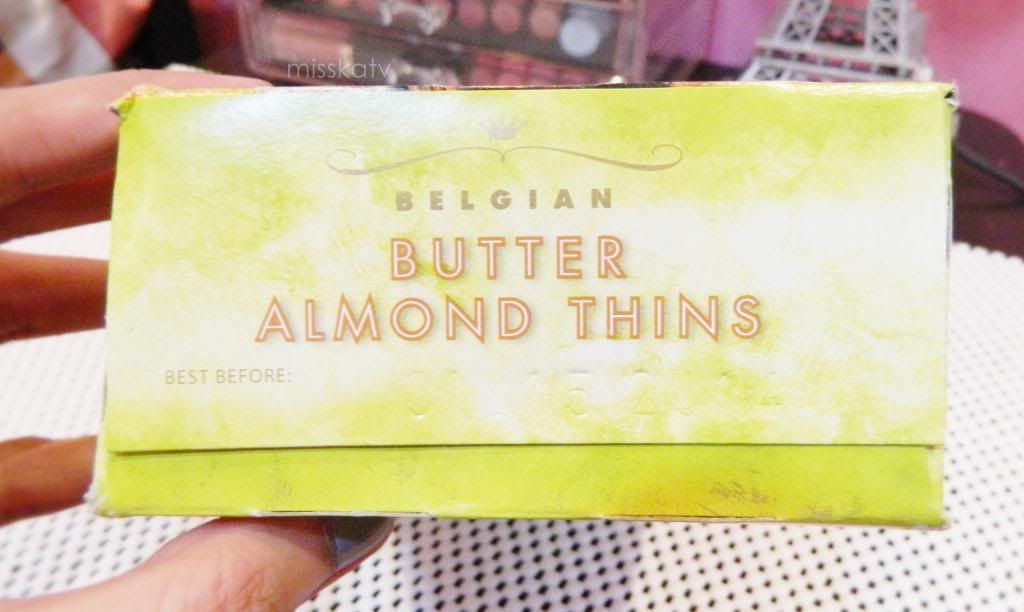 misskatv
BELGIAN
BUTTER
ALMOND THINS
BEST BEFORE: